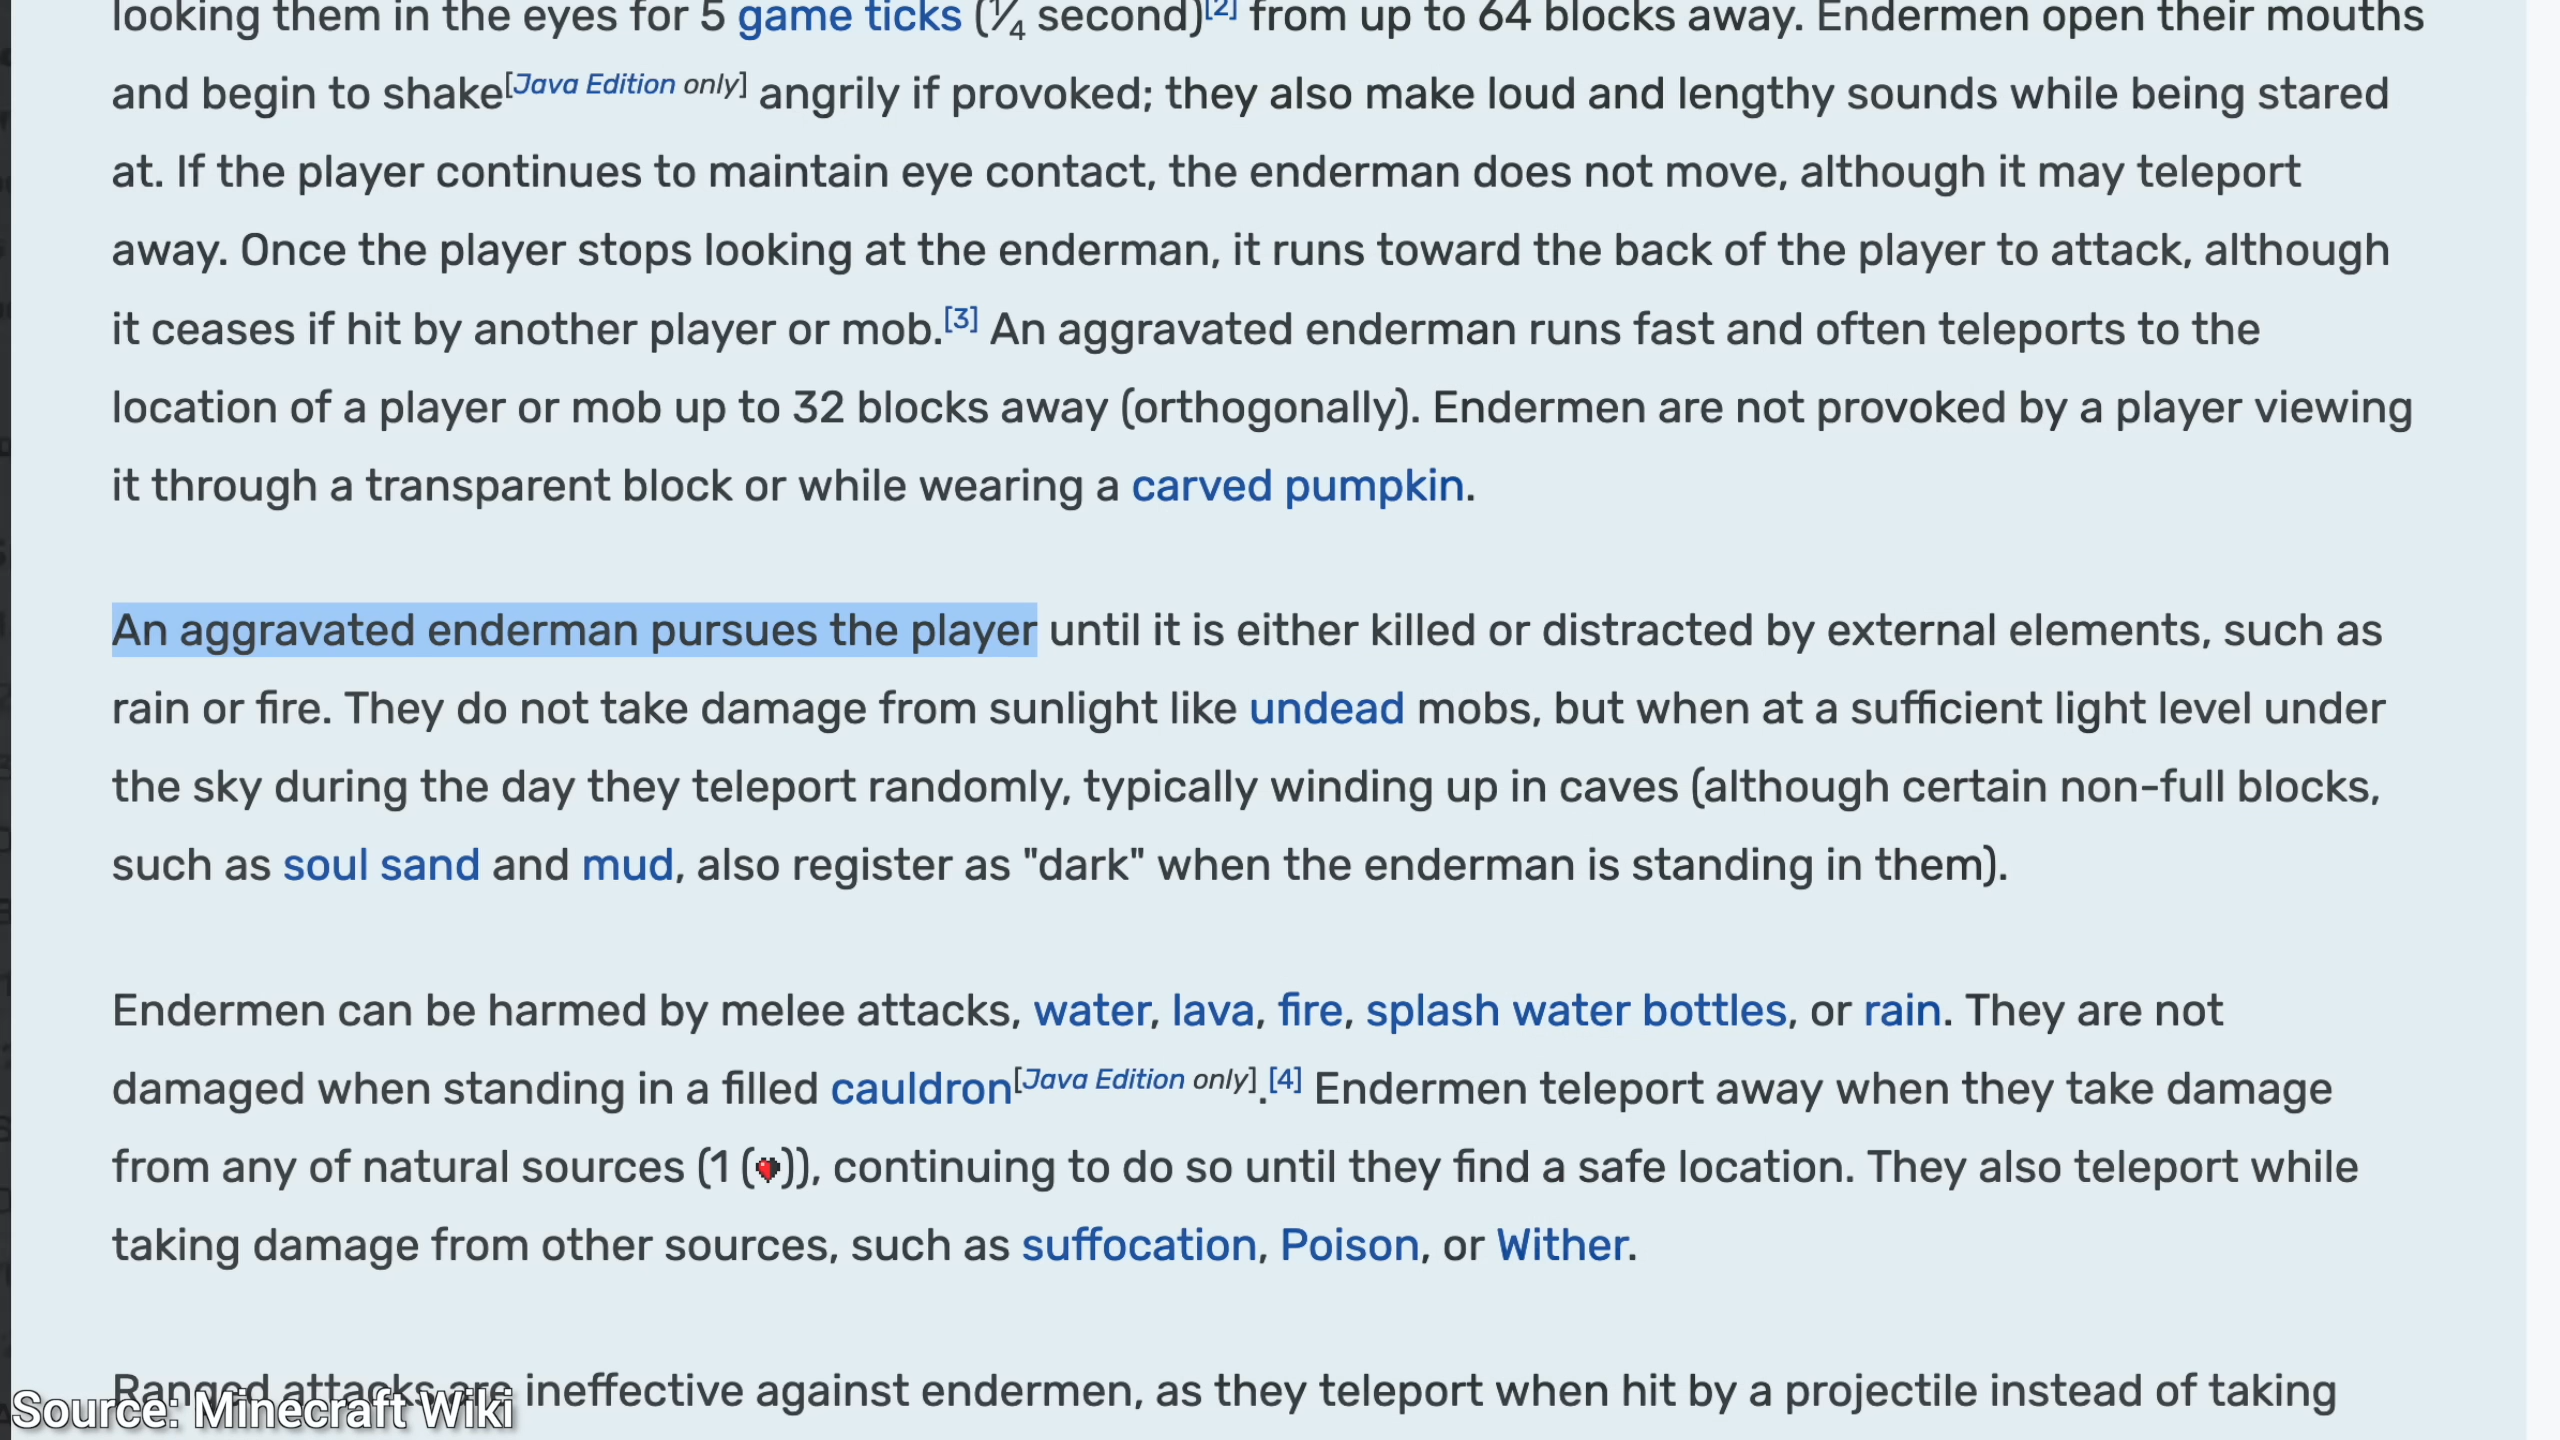 looking them in the eyes for 5 game ticks (1⁄4 second)[2] from up to 64 blocks away. Endermen open their mouths
and begin to shake[Java Edition only] angrily if provoked; they also make loud and lengthy sounds while being stared
at. If the player continues to maintain eye contact, the enderman does not move, although it may teleport
away. Once the player stops looking at the enderman, it runs toward the back of the player to attack, although
it ceases if hit by another player or mob.[3] An aggravated enderman runs fast and often teleports to the
location of a player or mob up to 32 blocks away (orthogonally). Endermen are not provoked by a player viewing
it through a transparent block or while wearing a carved pumpkin.
An aggravated enderman pursues the player until it is either killed or distracted by external elements, such as
rain or fire. They do not take damage from sunlight like undead mobs, but when at a sufficient light level under
the sky during the day they teleport randomly, typically winding up in caves (although certain non-full blocks,
such as soul sand and mud, also register as "dark" when the enderman is standing in them).
Endermen can be harmed by melee attacks, water, lava, fire, splash water bottles, or rain. They are not
damaged when standing in a filled cauldron[Java Edition only].[4] Endermen teleport away when they take damage
from any of natural sources (1 (♥)), continuing to do so until they find a safe location. They also teleport while
taking damage from other sources, such as suffocation, Poison, or Wither.
Ranged attacks are ineffective against endermen, as they teleport when hit by a projectile instead of taking
Source: Minecraft Wiki